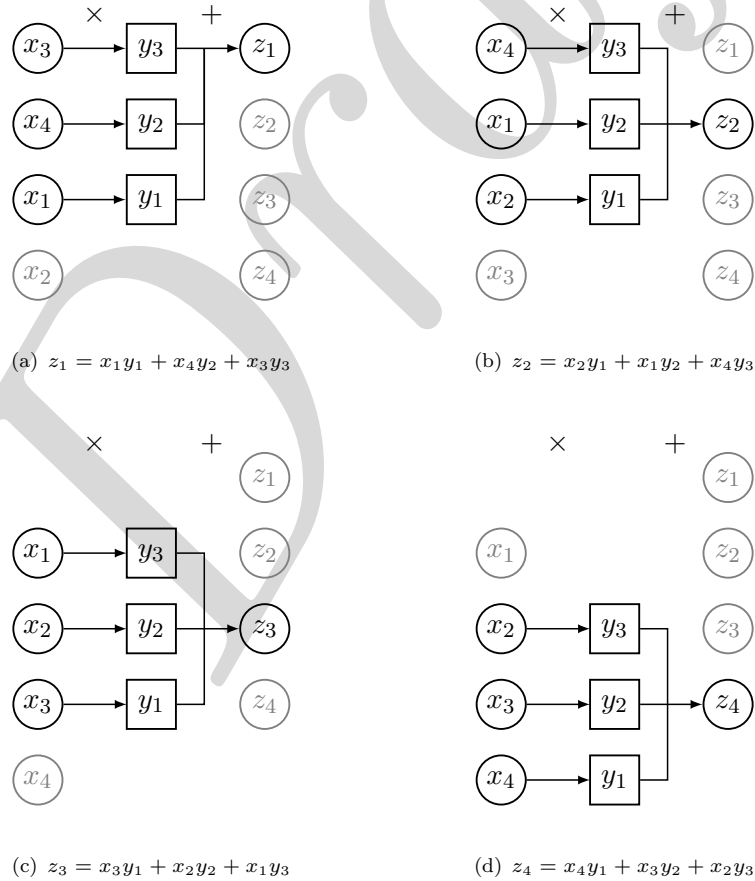 × + × +
x₃ y₃ z₁ x₄ y₃ z₁
x₄ y₂ z₂ x₁ y₂ z₂
x₁ y₁ z₃ x₂ y₁ z₃
x₂ z₄ x₃ z₄
(a) z₁ = x₁y₁ + x₄y₂ + x₃y₃ (b) z₂ = x₂y₁ + x₁y₂ + x₄y₃
× + × +
z₁ z₁
x₁ y₃ z₂ x₁ z₂
x₂ y₂ z₃ x₂ y₃ z₃
x₃ y₁ z₄ x₃ y₂ z₄
x₄ x₄ y₁
(c) z₃ = x₃y₁ + x₂y₂ + x₁y₃ (d) z₄ = x₄y₁ + x₃y₂ + x₂y₃